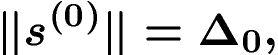 ||s^{(0)}|| = Δ_0,